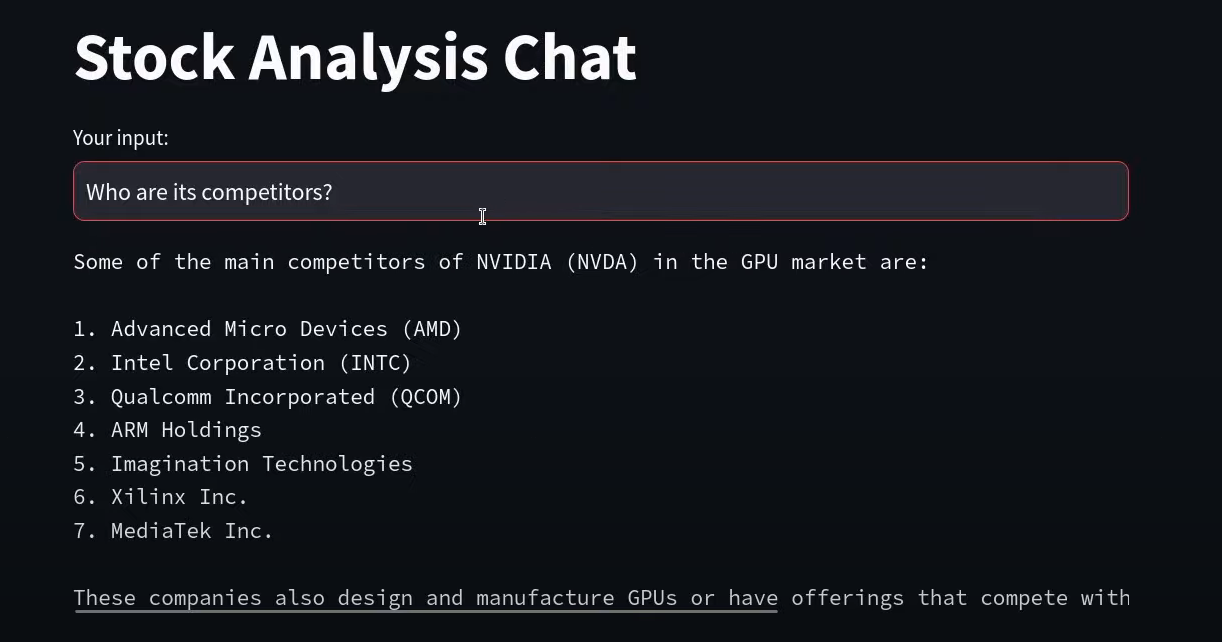 Stock Analysis Chat
Your input:
Who are its competitors?
Some of the main competitors of NVIDIA (NVDA) in the GPU market are:
1. Advanced Micro Devices (AMD)
2. Intel Corporation (INTC)
3. Qualcomm Incorporated (QCOM)
4. ARM Holdings
5. Imagination Technologies
6. Xilinx Inc.
7. MediaTek Inc.
These companies also design and manufacture GPUs or have offerings that compete with